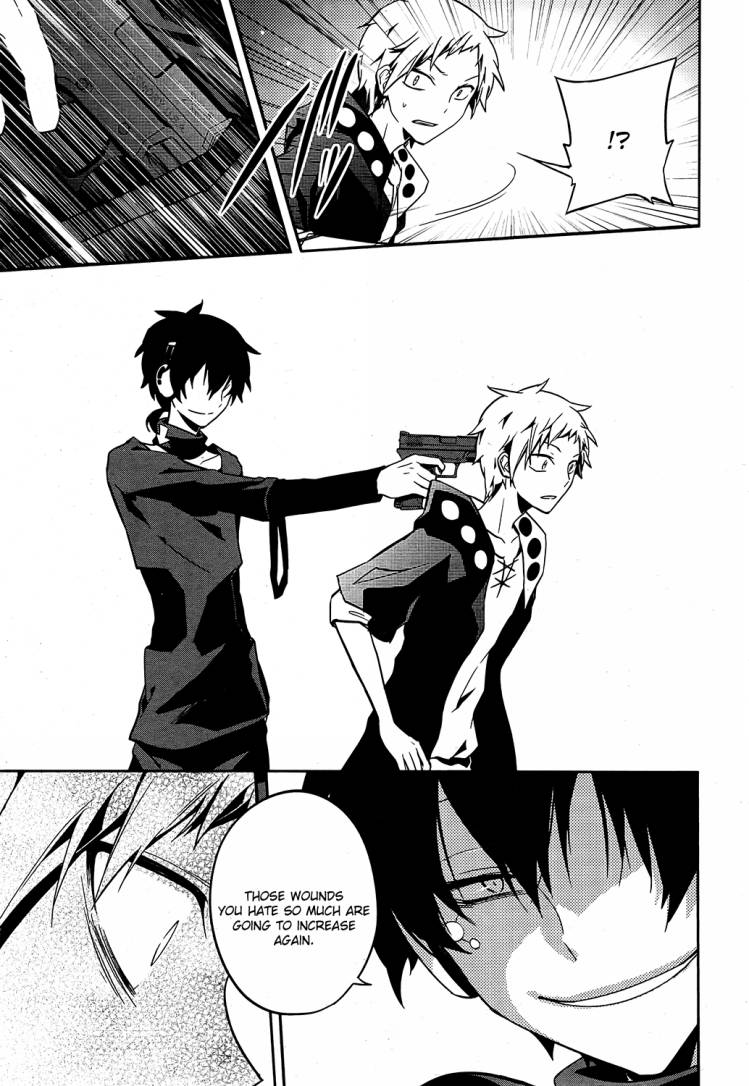 !?
THOSE WOUNDS
YOU HATE SO MUCH ARE
GOING TO INCREASE
AGAIN.